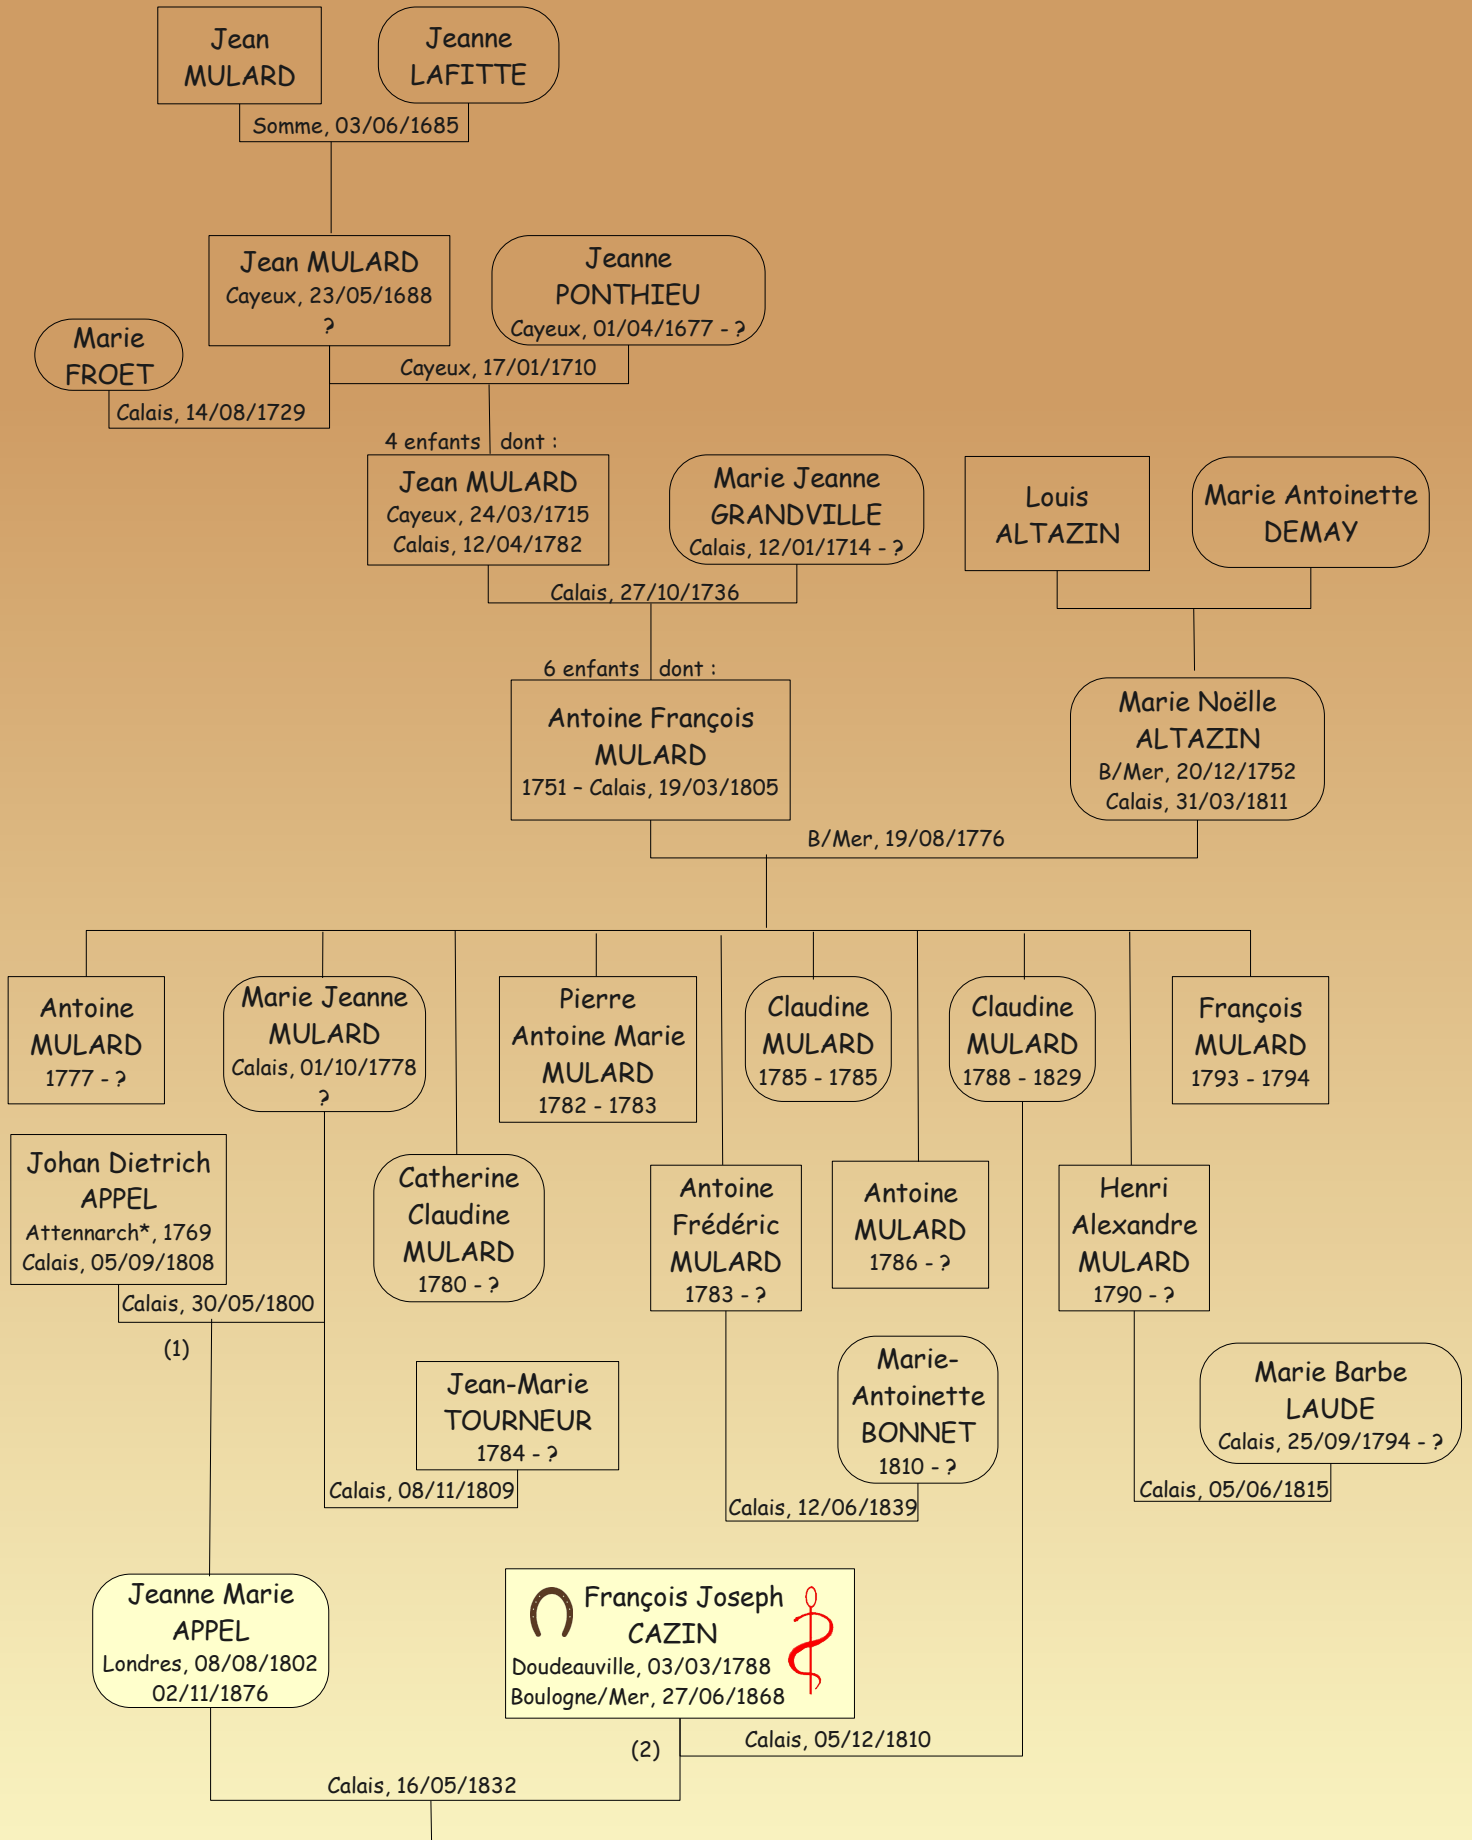 Jean
MULARD
Jeanne
LAFITTE
Somme, 03/06/1685
Jean MULARD
Cayeux, 23/05/1688
?
Jeanne
PONTHIEU
Cayeux, 01/04/1677 - ?
Marie
FROET
Cayeux, 17/01/1710
Calais, 14/08/1729
4 enfants dont :
Jean MULARD
Cayeux, 24/03/1715
Calais, 12/04/1782
Marie Jeanne
GRANDVILLE
Calais, 12/01/1714 - ?
Louis
ALTAZIN
Marie Antoinette
DEMAY
Calais, 27/10/1736
6 enfants dont :
Antoine François
MULARD
1751 – Calais, 19/03/1805
Marie Noëlle
ALTAZIN
B/Mer, 20/12/1752
Calais, 31/03/1811
B/Mer, 19/08/1776
Antoine
MULARD
1777 - ?
Marie Jeanne
MULARD
Calais, 01/10/1778
?
Pierre
Antoine Marie
MULARD
1782 - 1783
Claudine
MULARD
1785 - 1785
Claudine
MULARD
1788 - 1829
François
MULARD
1793 - 1794
Johan Dietrich
APPEL
Attennarch*, 1769
Calais, 05/09/1808
Catherine
Claudine
MULARD
1780 - ?
Antoine
Frédéric
MULARD
1783 - ?
Antoine
MULARD
1786 - ?
Henri
Alexandre
MULARD
1790 - ?
Calais, 30/05/1800
(1)
Jean-Marie
TOURNEUR
1784 - ?
Marie-
Antoinette
BONNET
1810 - ?
Marie Barbe
LAUDE
Calais, 25/09/1794 - ?
Calais, 08/11/1809
Calais, 12/06/1839
Calais, 05/06/1815
Jeanne Marie
APPEL
Londres, 08/08/1802
02/11/1876
François Joseph
CAZIN
Doudeauville, 03/03/1788
Boulogne/Mer, 27/06/1868
(2)
Calais, 05/12/1810
Calais, 16/05/1832